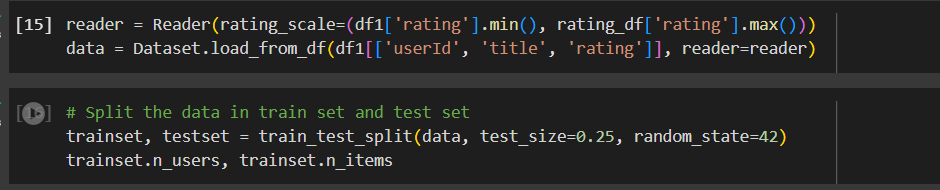 [15] reader = Reader(rating_scale=(df1['rating'].min(), rating_df['rating'].max()))
data = Dataset.load_from_df(df1[['userId', 'title', 'rating']], reader=reader)
[ ] # Split the data in train set and test set
trainset, testset = train_test_split(data, test_size=0.25, random_state=42)
trainset.n_users, trainset.n_items